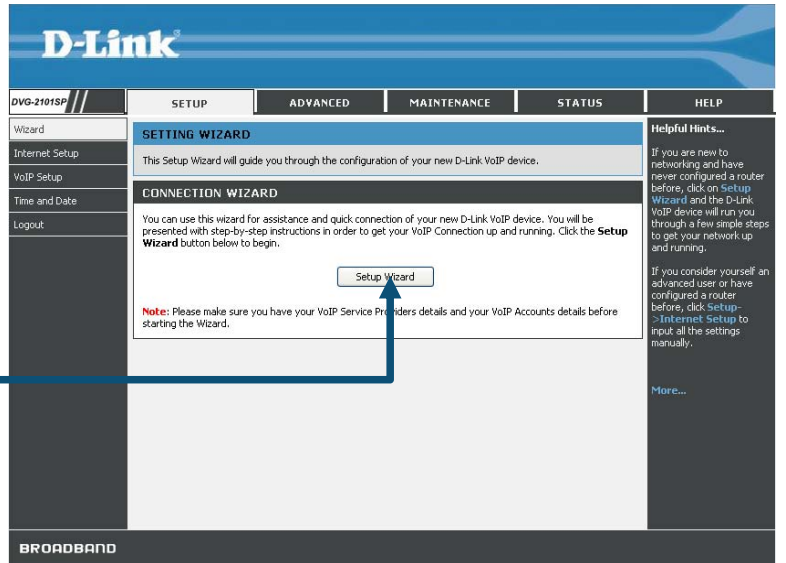 D-Link
DVG-2101SP
SETUP
ADVANCED
MAINTENANCE
STATUS
HELP
Wizard
Internet Setup
VoIP Setup
Time and Date
Logout
SETTING WIZARD
This Setup Wizard will guide you through the configuration of your new D-Link VoIP device.
CONNECTION WIZARD
You can use this wizard for assistance and quick connection of your new D-Link VoIP device. You will be
presented with step-by-step instructions in order to get your VoIP Connection up and running. Click the Setup
Wizard button below to begin.
Setup Wizard
Note: Please make sure you have your VoIP Service Providers details and your VoIP Accounts details before
starting the Wizard.
Helpful Hints...
If you are new to
networking and have
never configured a router
before, click on Setup
Wizard and the D-Link
VoIP device will run you
through a few simple steps
to get your network up
and running.
If you consider yourself an
advanced user or have
configured a router
before, click Setup-
>Internet Setup to
input all the settings
manually.
More...
BROADBAND